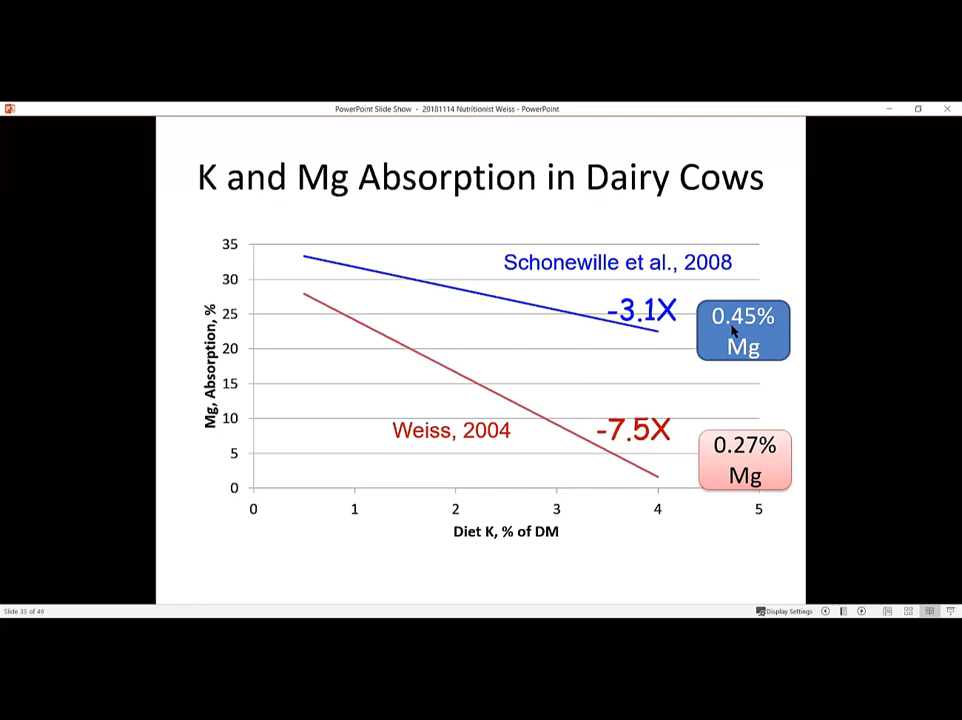 PowerPoint Slide Show - 20181114 Nutritionist Weiss - PowerPoint
K and Mg Absorption in Dairy Cows
35
30
25
20
15
10
5
0
Mg, Absorption, %
Schonewille et al., 2008
-3.1X
0.45%
Mg
Weiss, 2004
-7.5X
0.27%
Mg
0 1 2 3 4 5
Diet K, % of DM
Slide 33 of 49
Display Settings